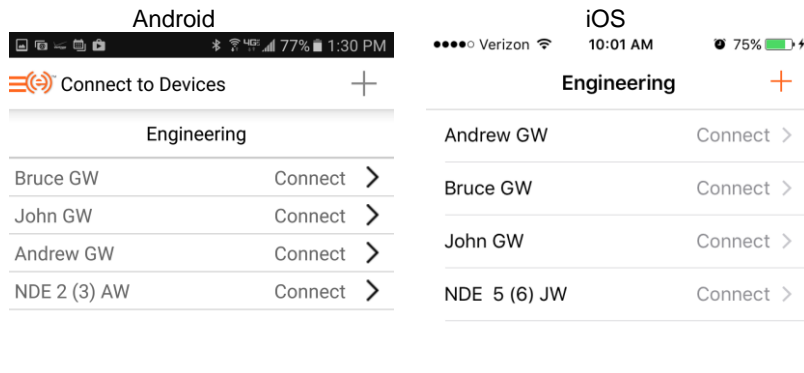 Android
77% 1:30 PM
Connect to Devices
Engineering
Bruce GW Connect
John GW Connect
Andrew GW Connect
NDE 2 (3) AW Connect
iOS
Verizon 10:01 AM 75%
Engineering
Andrew GW Connect
Bruce GW Connect
John GW Connect
NDE 5 (6) JW Connect